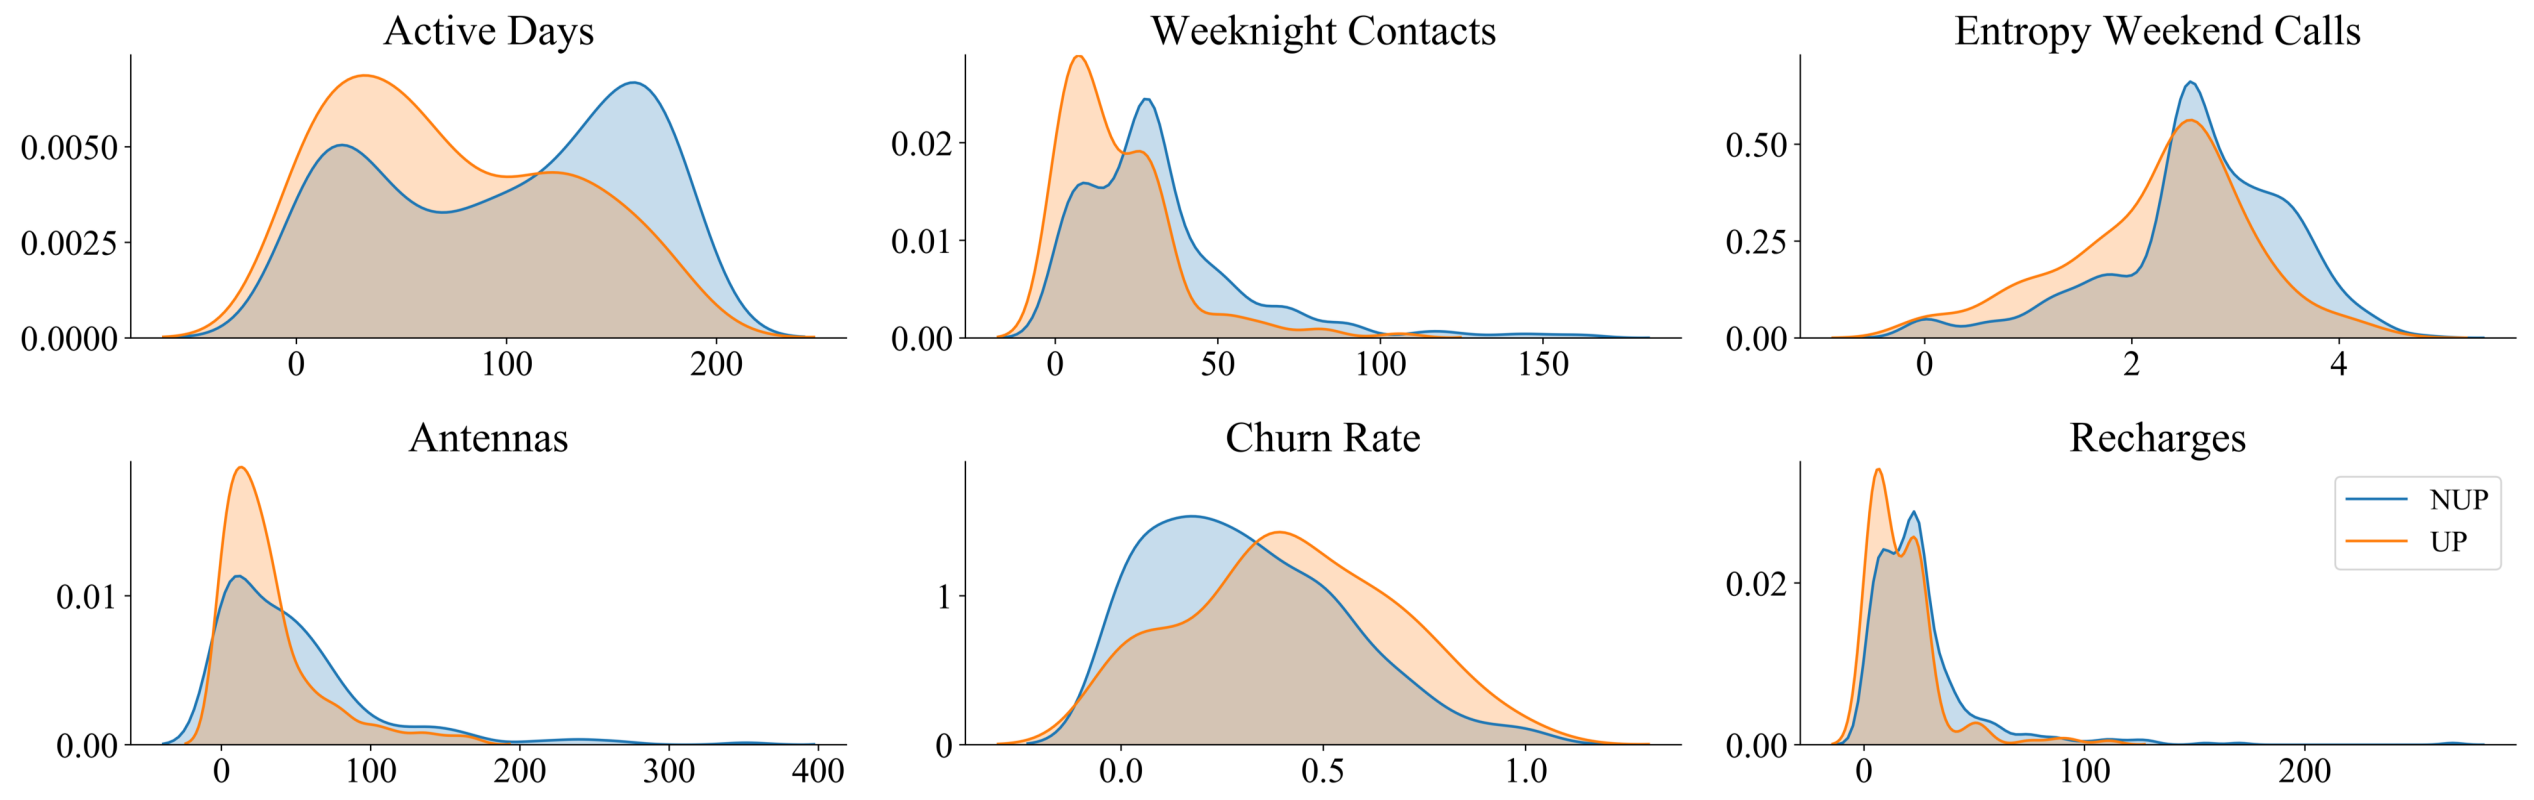 Active Days
0.0050
0.0025
0.0000
0 100 200
Weeknight Contacts
0.02
0.01
0.00
0 50 100 150
Entropy Weekend Calls
0.50
0.25
0.00
0 2 4
Antennas
0.01
0.00
0 100 200 300 400
Churn Rate
1
0
0.0 0.5 1.0
Recharges
NUP
UP
0.02
0.00
0 100 200